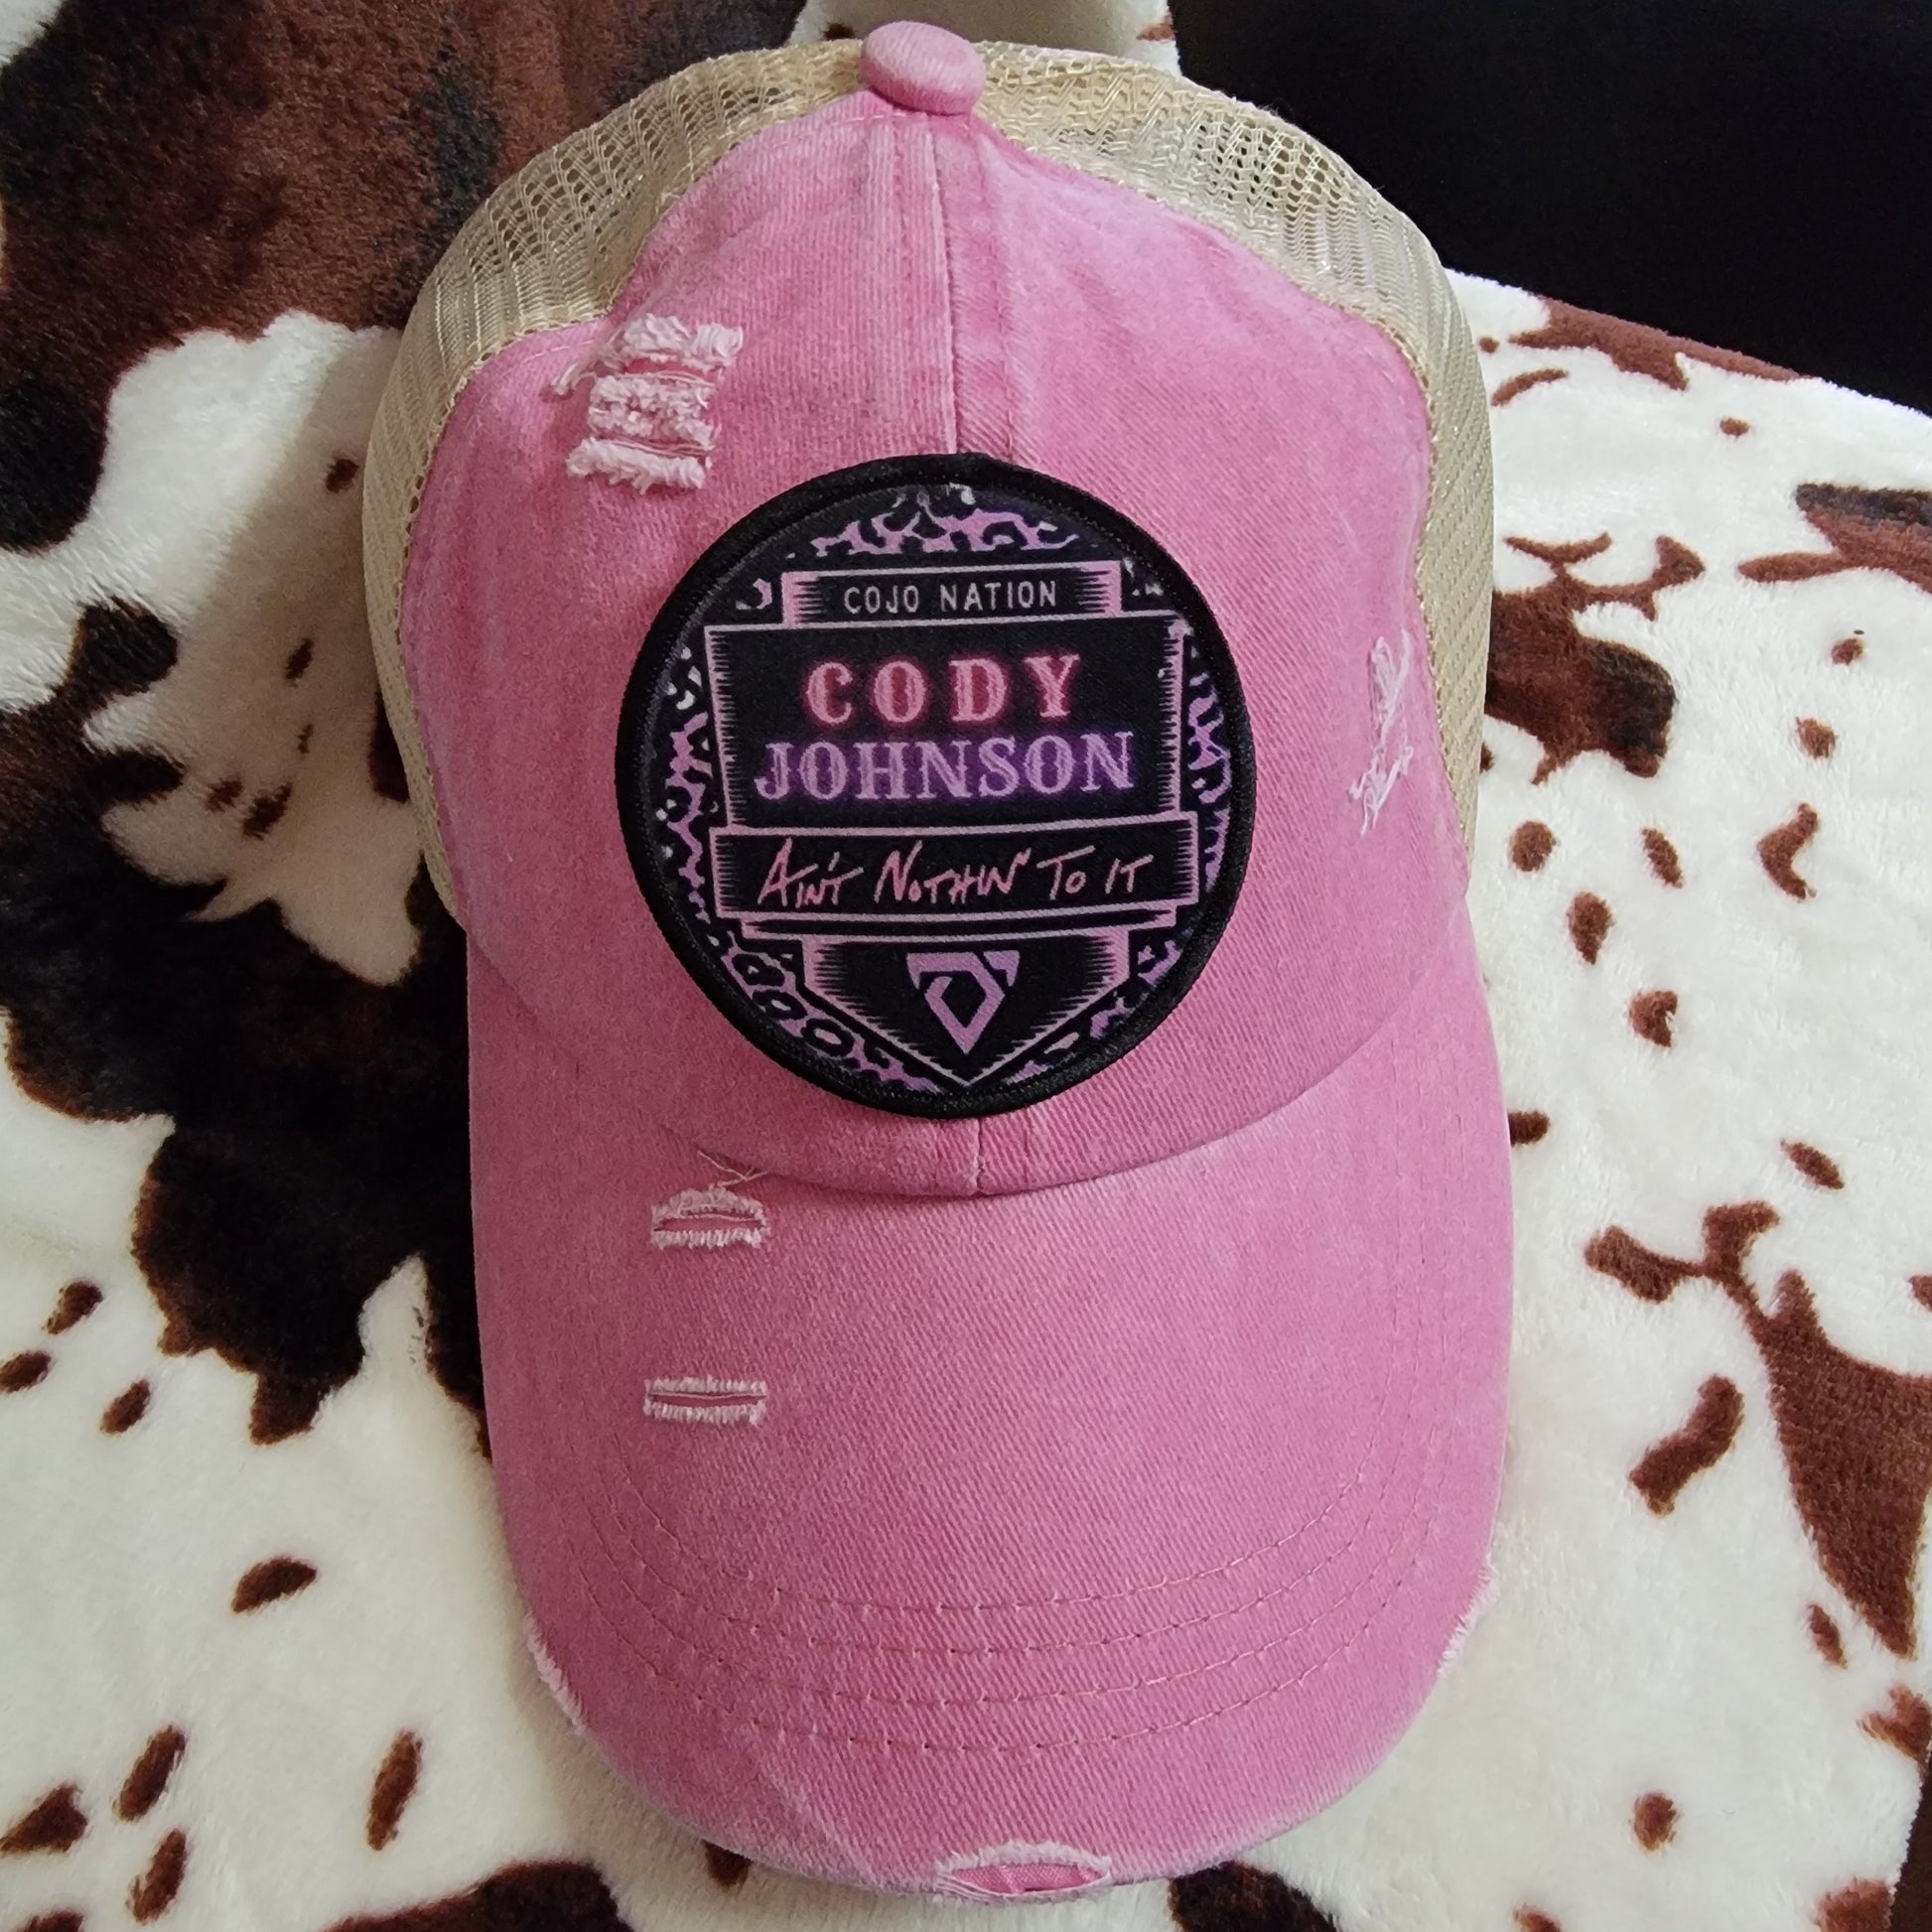 COJO NATION
CODY
JOHNSON
AIN'T NOTHIN' TO IT